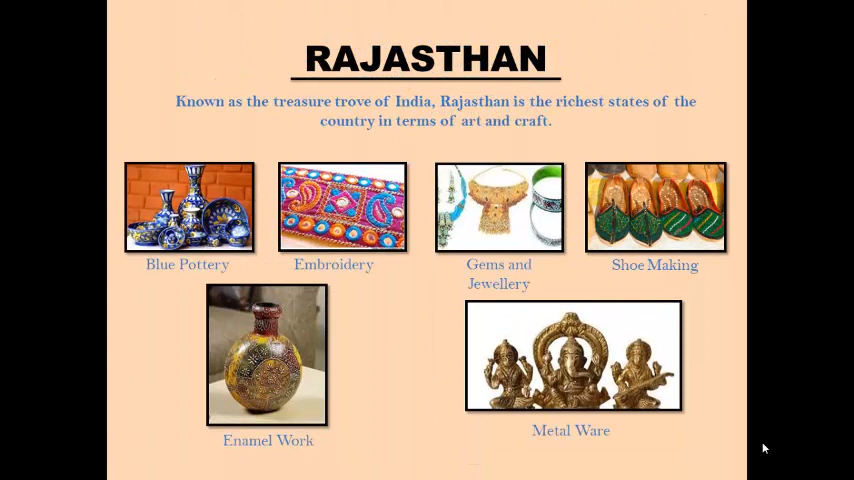 RAJASTHAN
Known as the treasure trove of India, Rajasthan is the richest states of the
country in terms of art and craft.
Blue Pottery
Embroidery
Gems and
Jewellery
Shoe Making
Enamel Work
Metal Ware